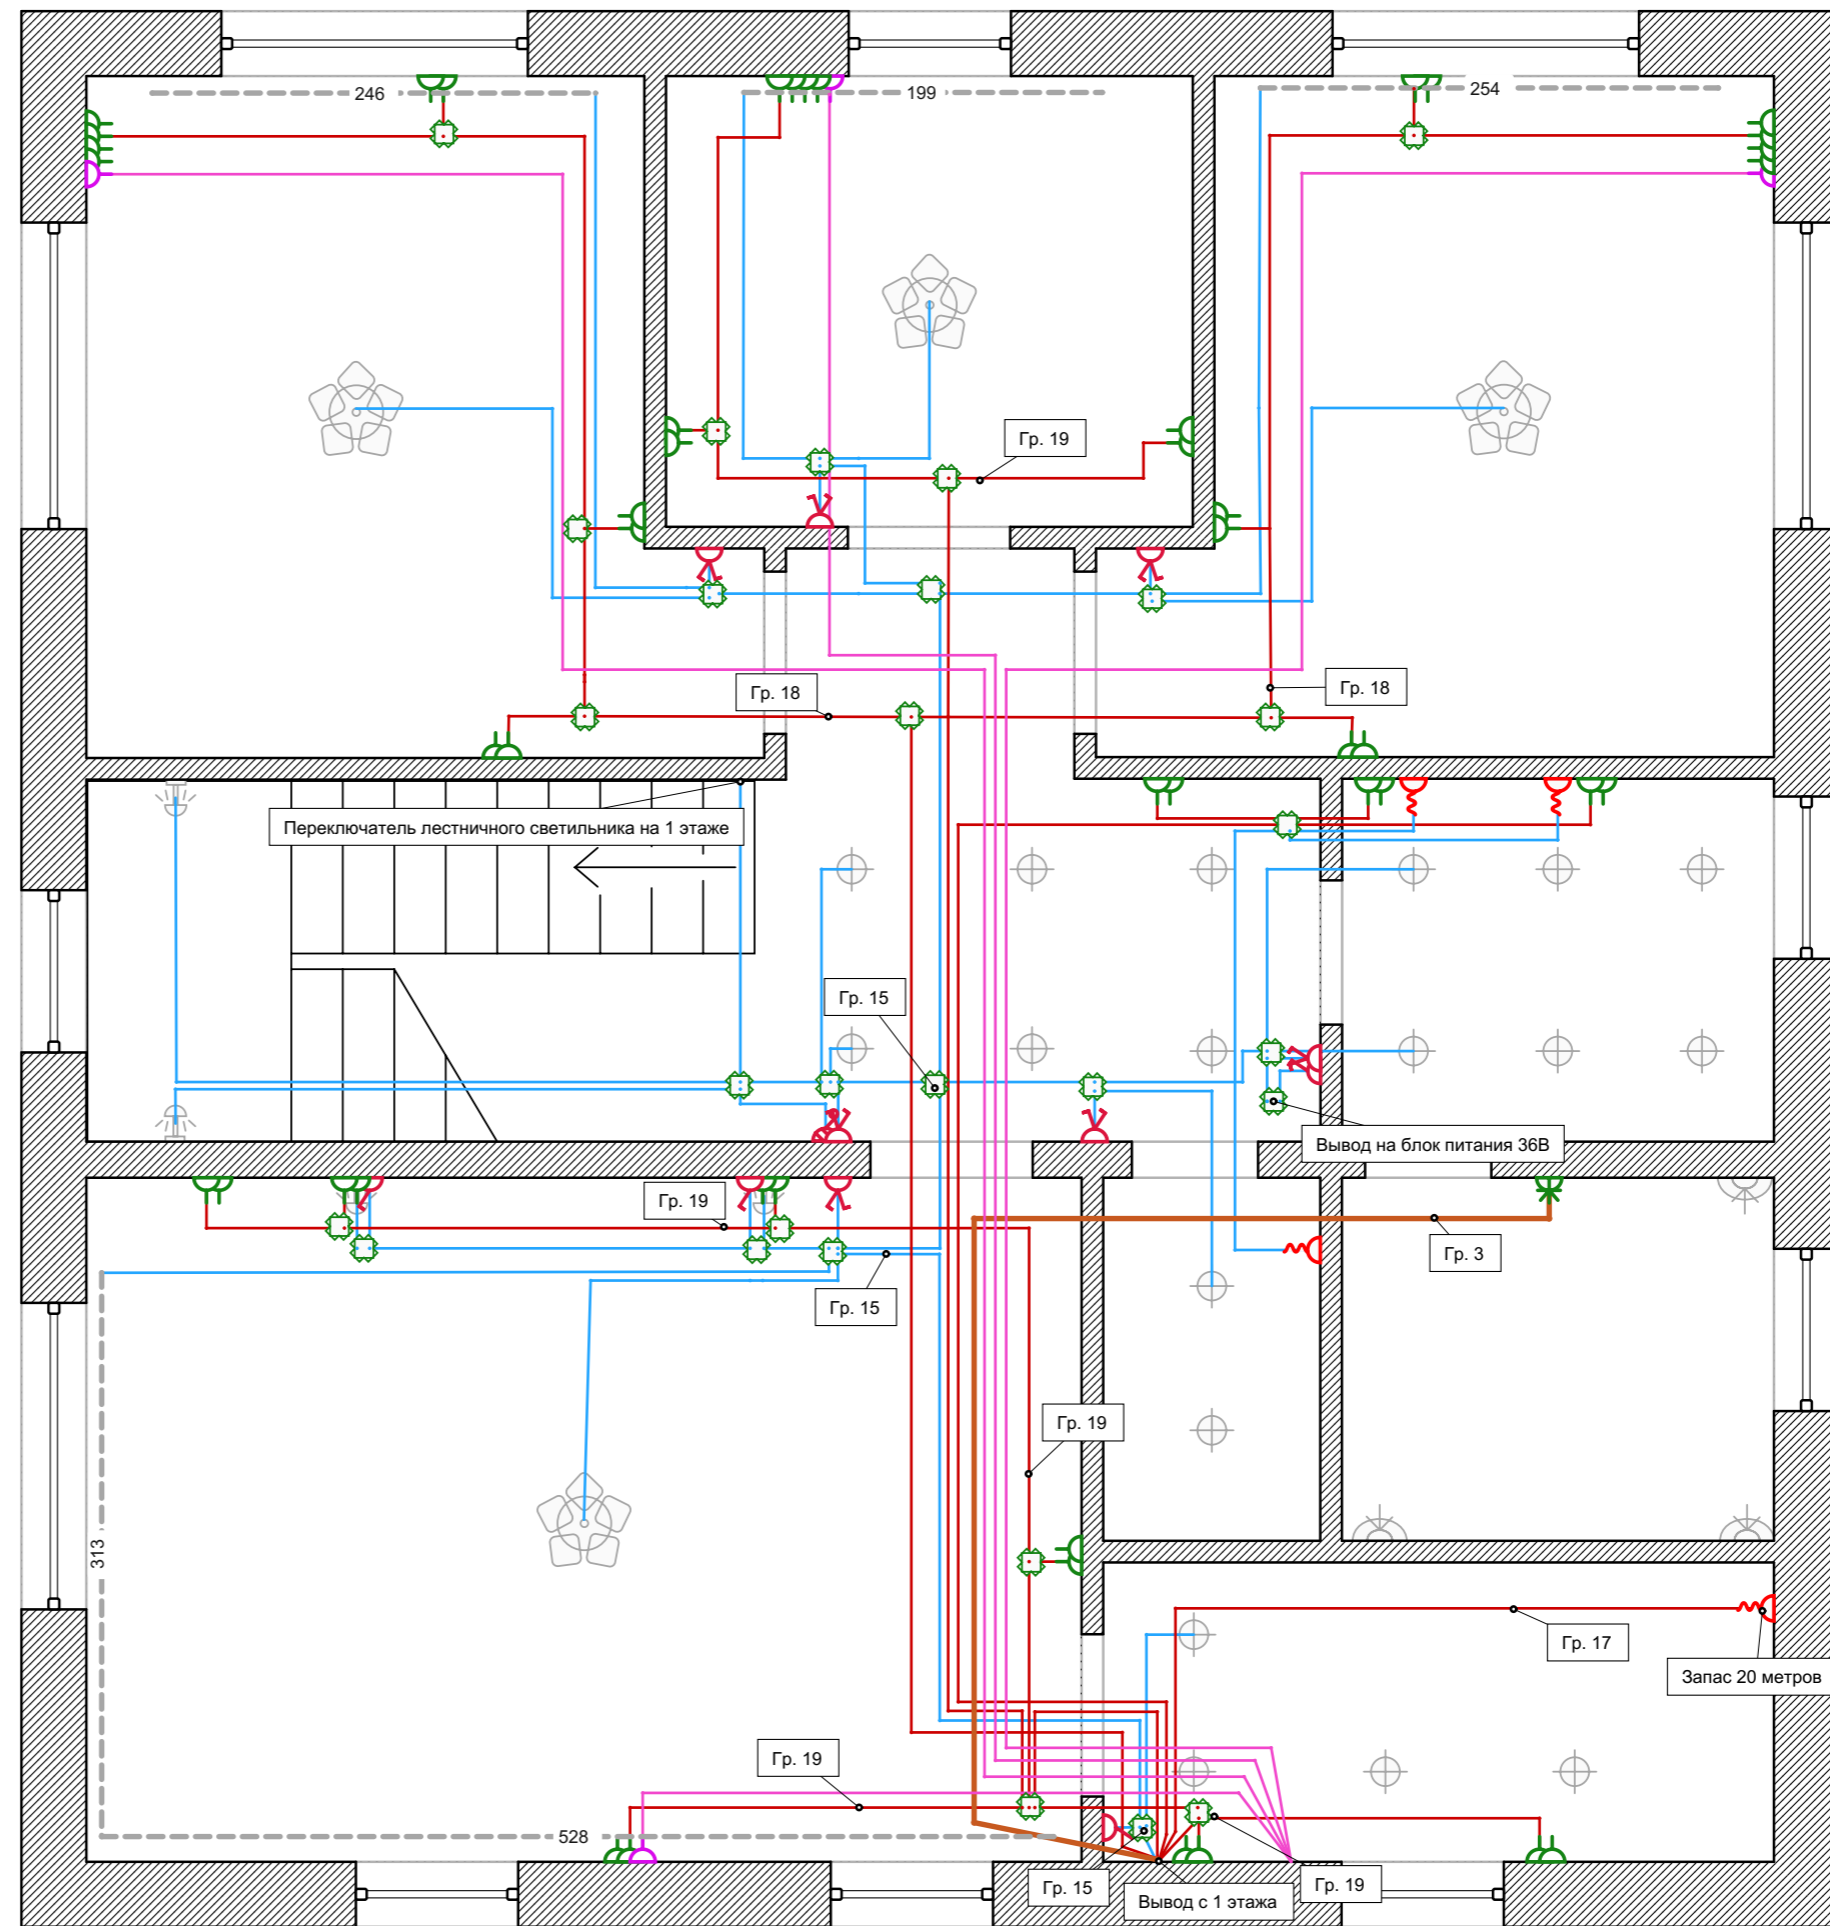 246
199
254
Гр. 19
Гр. 18
Гр. 18
Переключатель лестничного светильника на 1 этаже
Гр. 15
Вывод на блок питания 36В
Гр. 19
Гр. 3
Гр. 15
Гр. 19
313
Гр. 17
Запас 20 метров
Гр. 19
528
Гр. 15
Вывод с 1 этажа
Гр. 19